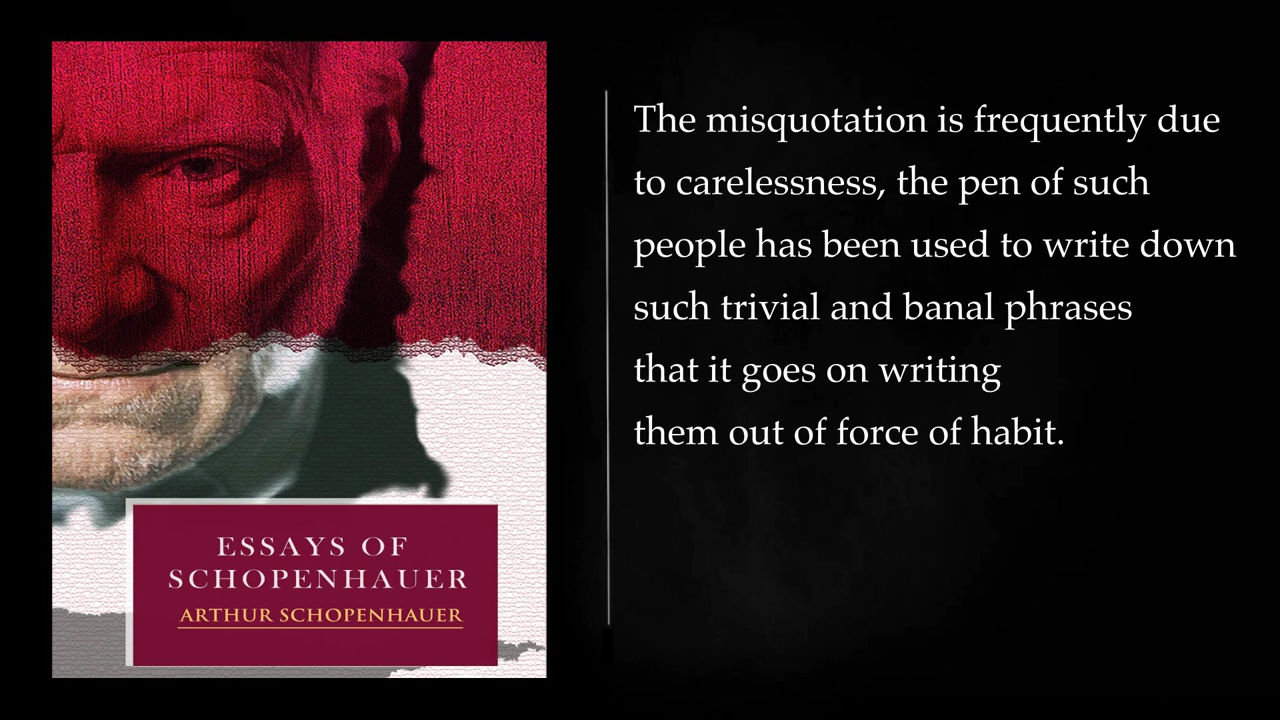 ESSAYS OF
SCHOPENHAUER
ARTHUR SCHOPENHAUER
The misquotation is frequently due
to carelessness, the pen of such
people has been used to write down
such trivial and banal phrases
that it goes on writing
them out of force of habit.